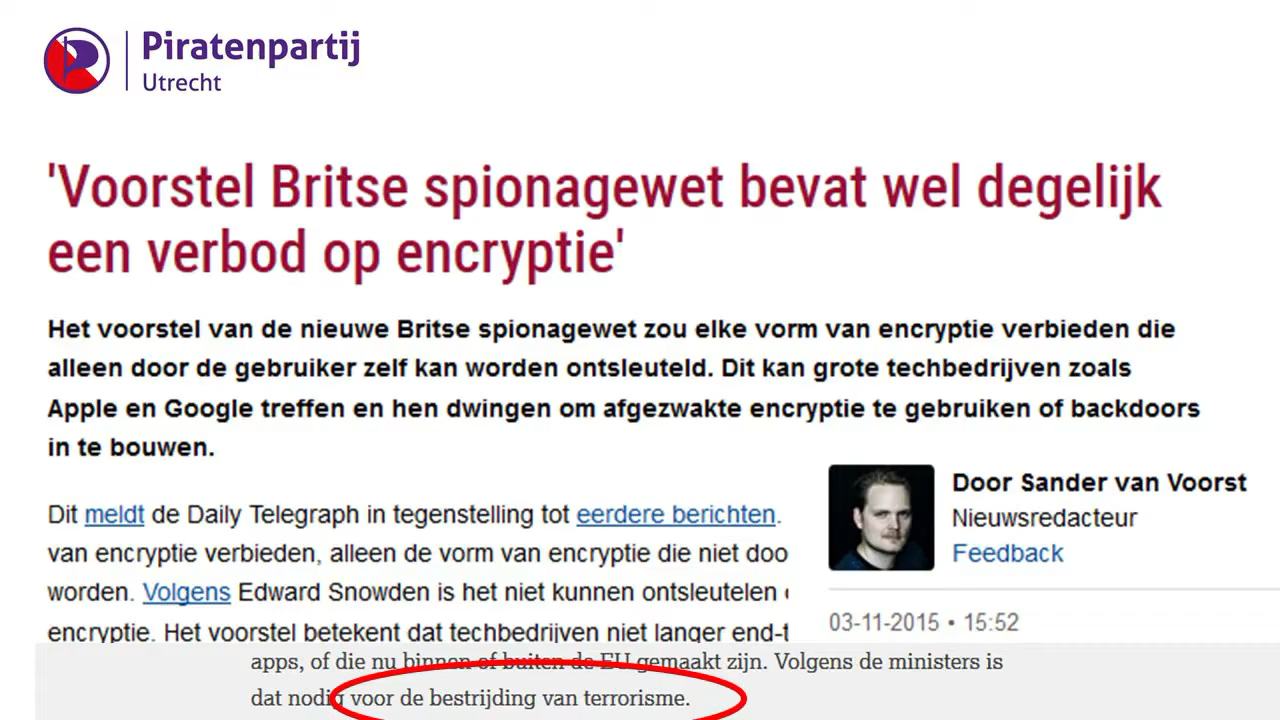 Piratenpartij
Utrecht
'Voorstel Britse spionagewet bevat wel degelijk
een verbod op encryptie'
Het voorstel van de nieuwe Britse spionagewet zou elke vorm van encryptie verbieden die
alleen door de gebruiker zelf kan worden ontsleuteld. Dit kan grote techbedrijven zoals
Apple en Google treffen en hen dwingen om afgezwakte encryptie te gebruiken of backdoors
in te bouwen.
Dit meldt de Daily Telegraph in tegenstelling tot eerdere berichten.
van encryptie verbieden, alleen de vorm van encryptie die niet doo
worden. Volgens Edward Snowden is het niet kunnen ontsleutelen
encryptie. Het voorstel betekent dat techbedrijven niet langer end-t
Door Sander van Voorst
Nieuwsredacteur
Feedback
03-11-2015 • 15:52
apps, of die nu binnen of buiten de EU gemaakt zijn. Volgens de ministers is
dat nodig voor de bestrijding van terrorisme.